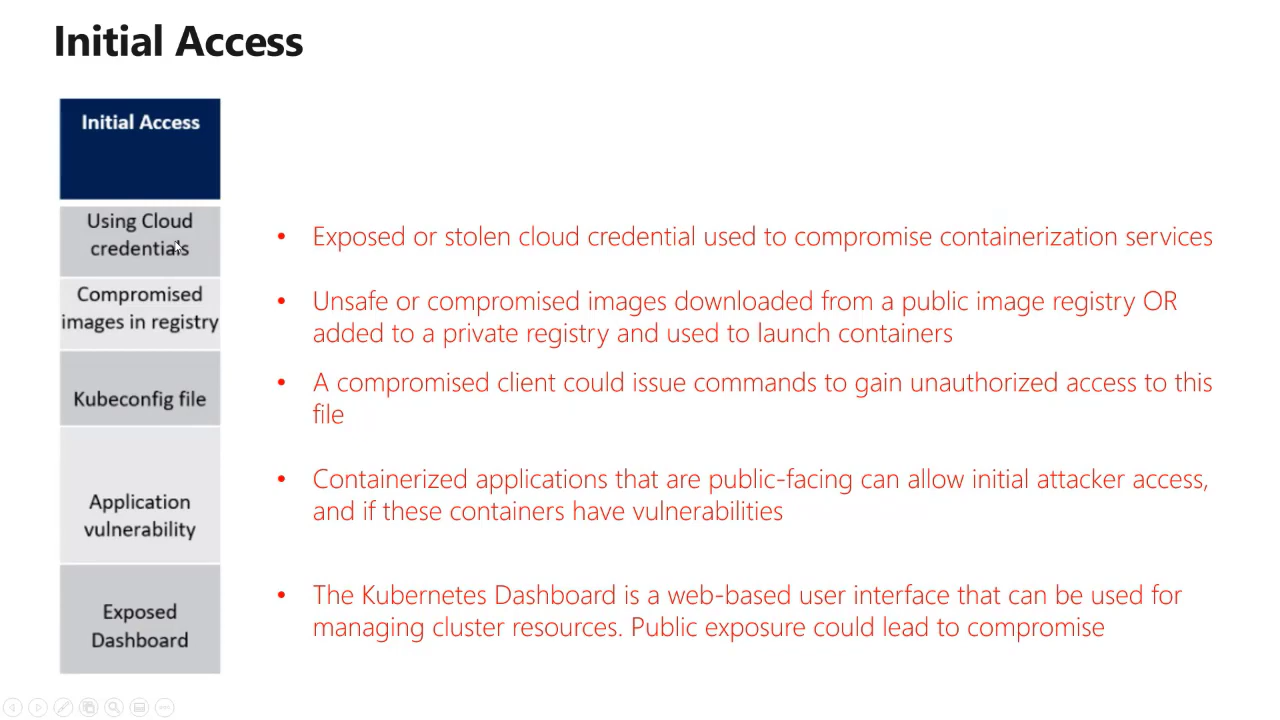 Initial Access
Initial Access
Using Cloud
credentials
• Exposed or stolen cloud credential used to compromise containerization services
Compromised
images in registry
• Unsafe or compromised images downloaded from a public image registry OR
added to a private registry and used to launch containers
Kubeconfig file
• A compromised client could issue commands to gain unauthorized access to this
file
Application
vulnerability
• Containerized applications that are public-facing can allow initial attacker access,
and if these containers have vulnerabilities
Exposed
Dashboard
• The Kubernetes Dashboard is a web-based user interface that can be used for
managing cluster resources. Public exposure could lead to compromise